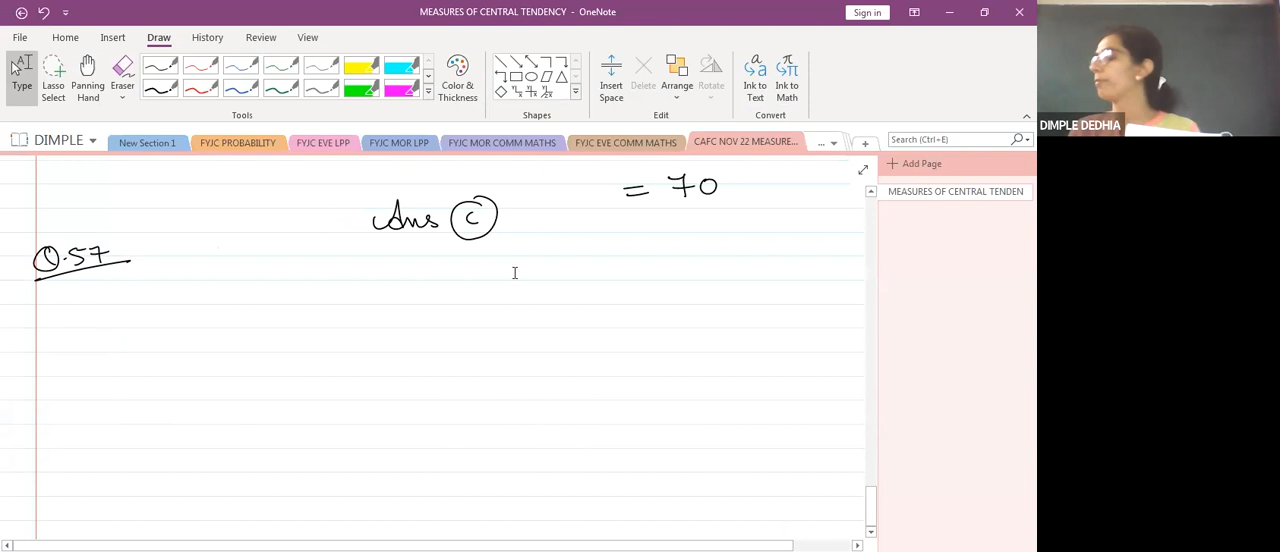 MEASURES OF CENTRAL TENDENCY - OneNote
Sign in
File Home Insert Draw History Review View
Type
Lasso Select
Panning Hand
Eraser
Color & Thickness
Insert Space
Delete
Arrange
Rotate
Ink to Text
Ink to Math
Tools
Shapes
Edit
Convert
DIMPLE DEDHIA
DIMPLE
New Section 1
FYJC PROBABILITY
FYJC EVE LPP
FYJC MOR LPP
FYJC MOR COMM MATHS
FYJC EVE COMM MATHS
CAFC NOV 22 MEASURE...
...
Search (Ctrl+E)
Add Page
MEASURES OF CENTRAL TENDEN
= 70
Ans C
Q.57